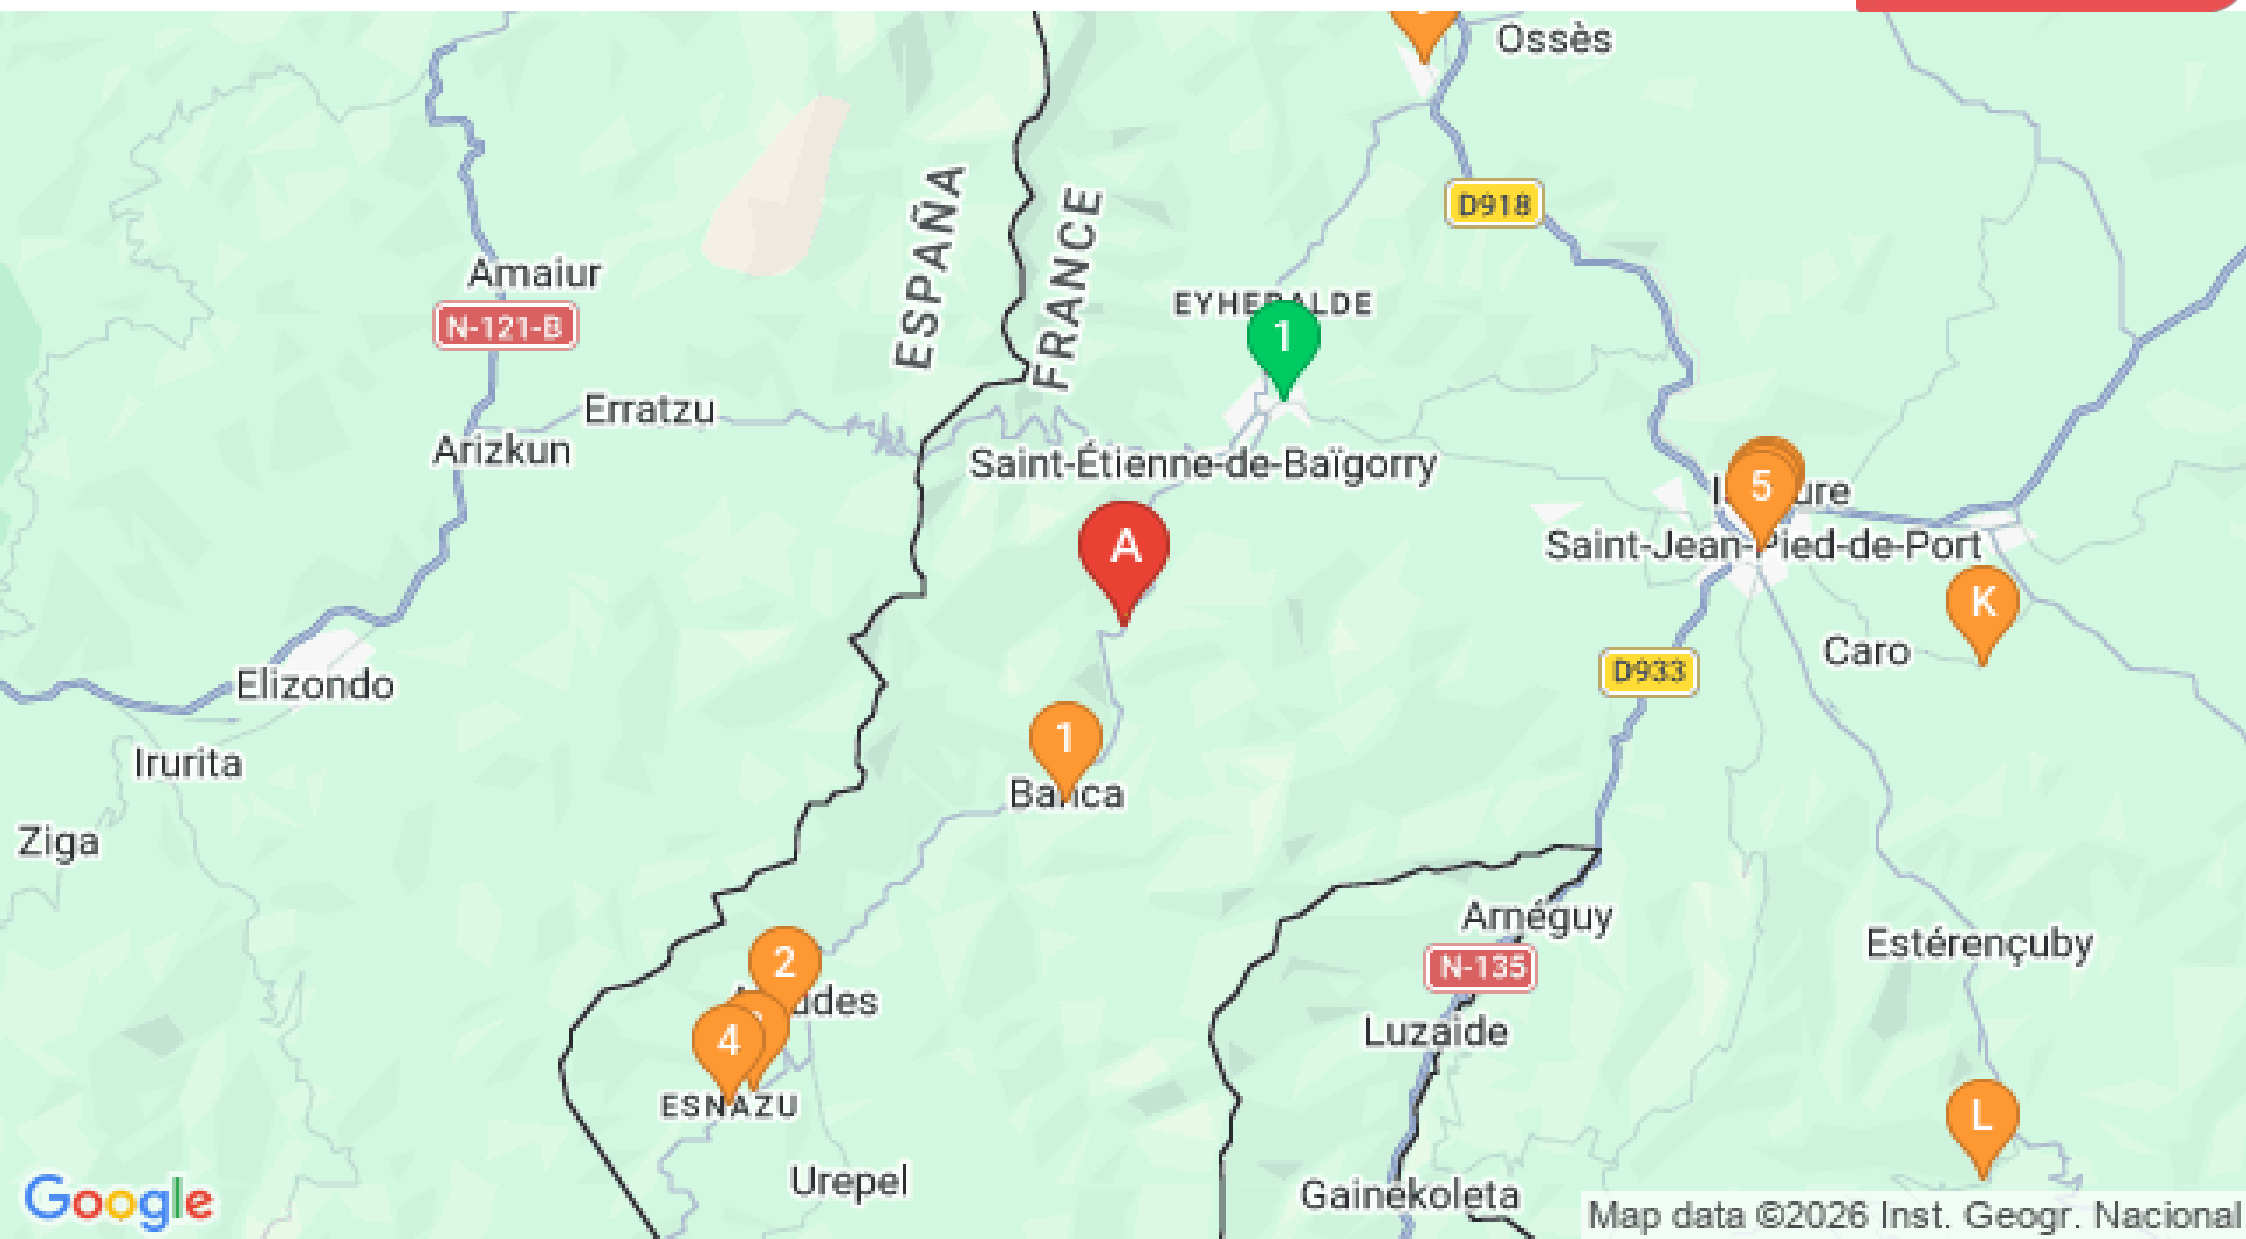 Ossès
D918
ESPAÑA
FRANCE
Amaiur
N-121-B
1
Erratzu
Arizkun
Saint-Étienne-de-Baïgorry
5
Saint-Jean-Pied-de-Port
A
K
Caro
D933
Elizondo
Irurita
1
Ziga
Arnéguy
N-135
Estérençuby
2
Luzaide
4
ESNAZU
L
Urepel
Gainekoleta
Google
Map data ©2026 Inst. Geogr. Nacional